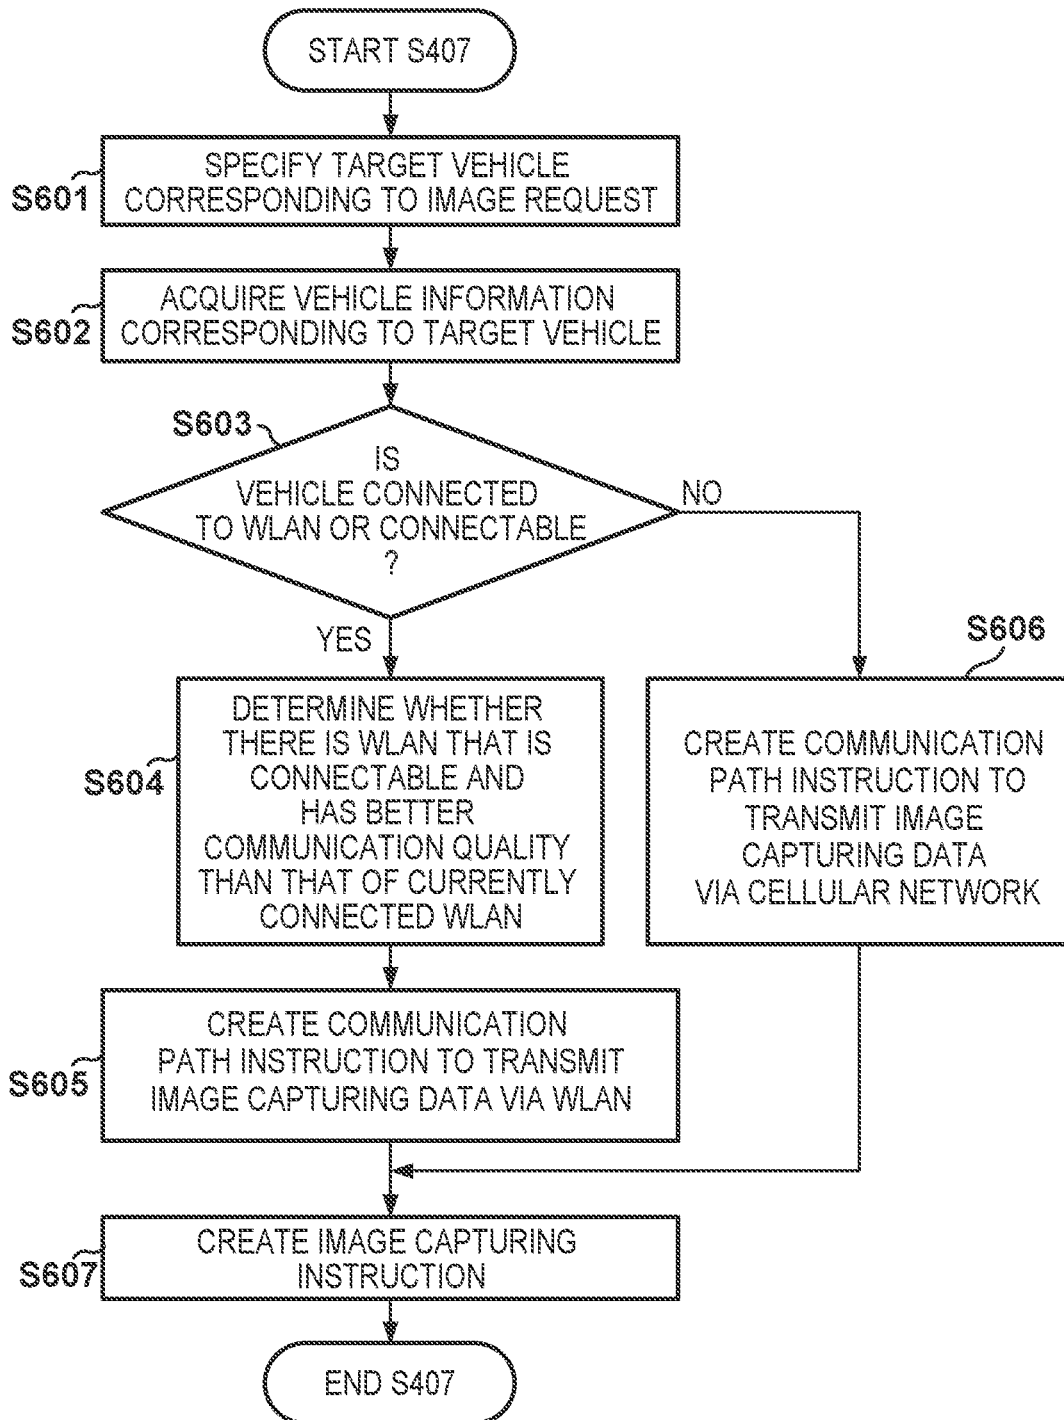 START S407
S601
SPECIFY TARGET VEHICLE
CORRESPONDING TO IMAGE REQUEST
S602
ACQUIRE VEHICLE INFORMATION
CORRESPONDING TO TARGET VEHICLE
S603
IS
VEHICLE CONNECTED
TO WLAN OR CONNECTABLE
?
NO
YES
S604
DETERMINE WHETHER
THERE IS WLAN THAT IS
CONNECTABLE AND
HAS BETTER
COMMUNICATION QUALITY
THAN THAT OF CURRENTLY
CONNECTED WLAN
S606
CREATE COMMUNICATION
PATH INSTRUCTION TO
TRANSMIT IMAGE
CAPTURING DATA
VIA CELLULAR NETWORK
S605
CREATE COMMUNICATION
PATH INSTRUCTION TO TRANSMIT
IMAGE CAPTURING DATA VIA WLAN
S607
CREATE IMAGE CAPTURING
INSTRUCTION
END S407